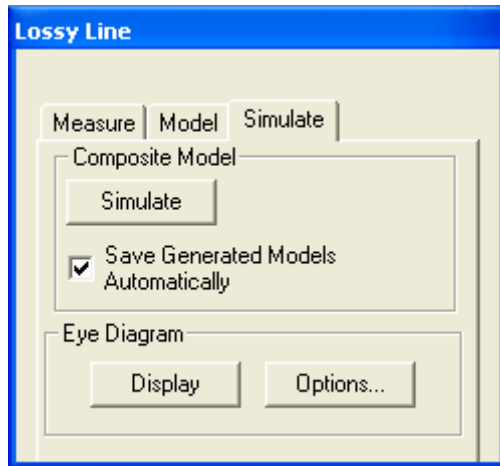 Lossy Line
Measure Model Simulate
Composite Model
Simulate
Save Generated Models
Automatically
Eye Diagram
Display Options...